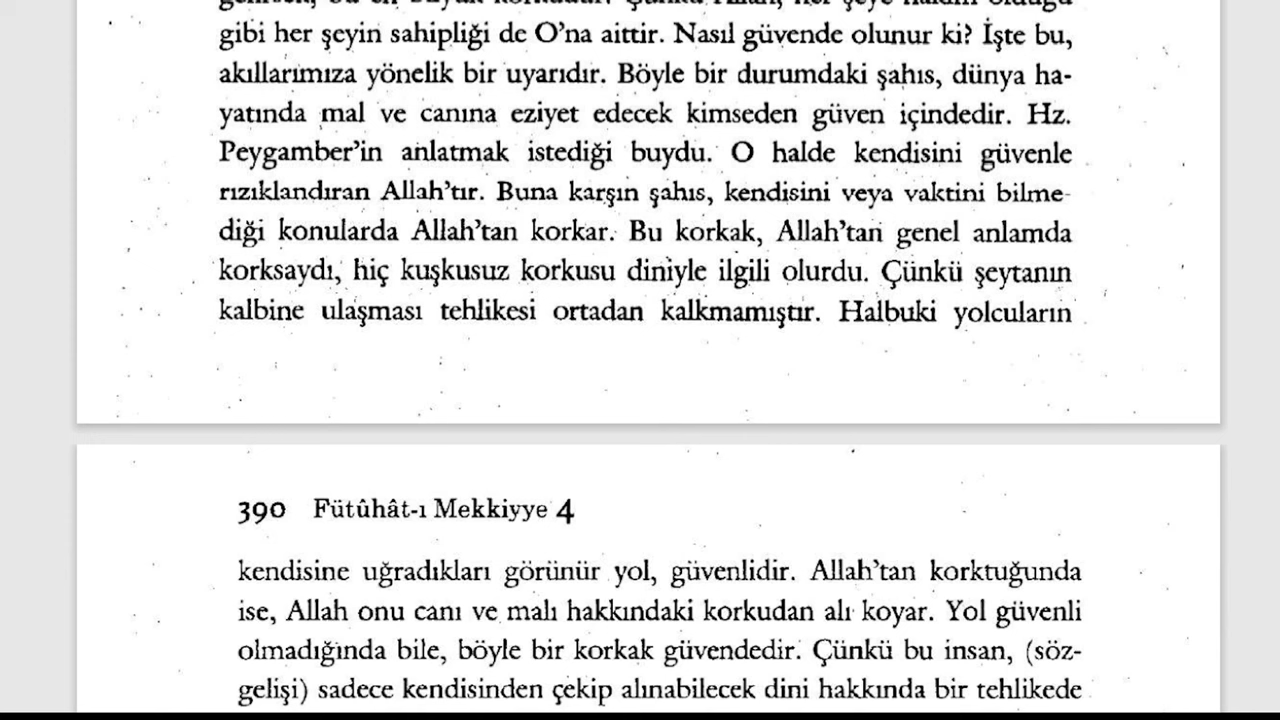 gibi her şeyin sahipliği de O'na aittir. Nasıl güvende olunur ki? İşte bu,
akıllarımıza yönelik bir uyarıdır. Böyle bir durumdaki şahıs, dünya ha-
yatında mal ve canına eziyet edecek kimseden güven içindedir. Hz.
Peygamber'in anlatmak istediği buydu. O halde kendisini güvenle
rızıklandıran Allah'tır. Buna karşın şahıs, kendisini veya vaktini bilme-
diği konularda Allah'tan korkar. Bu korkak, Allah'tan genel anlamda
korksaydı, hiç kuşkusuz korkusu diniyle ilgili olurdu. Çünkü şeytanın
kalbine ulaşması tehlikesi ortadan kalkmamıştır. Halbuki yolcuların
390 Fütûhât-ı Mekkiyye 4
kendisine uğradıkları görünür yol, güvenlidir. Allah'tan korktuğunda
ise, Allah onu canı ve malı hakkındaki korkudan alı koyar. Yol güvenli
olmadığında bile, böyle bir korkak güvendedir. Çünkü bu insan, (söz-
gelişi) sadece kendisinden çekip alınabilecek dini hakkında bir tehlikede